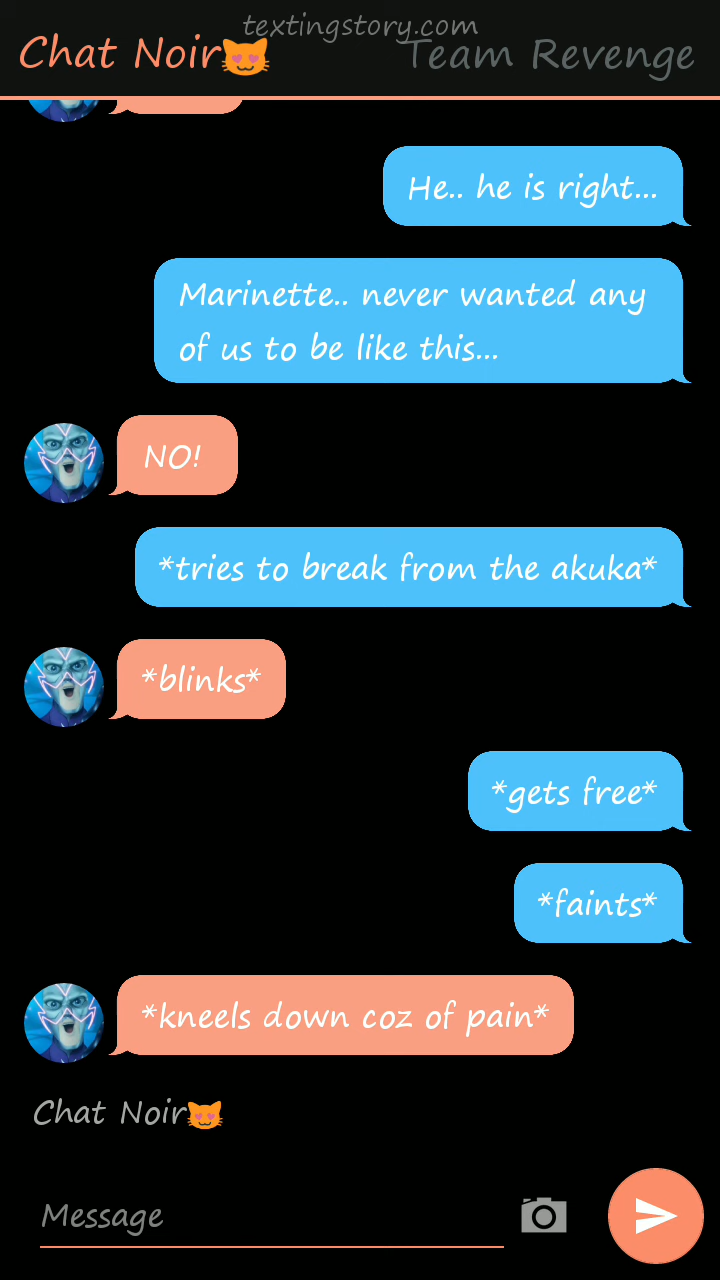 textingstory.com
Chat Noir😻 Team Revenge
He.. he is right...
Marinette.. never wanted any
of us to be like this...
NO!
*tries to break from the akuka*
*blinks*
*gets free*
*faints*
*kneels down coz of pain*
Chat Noir😻
Message